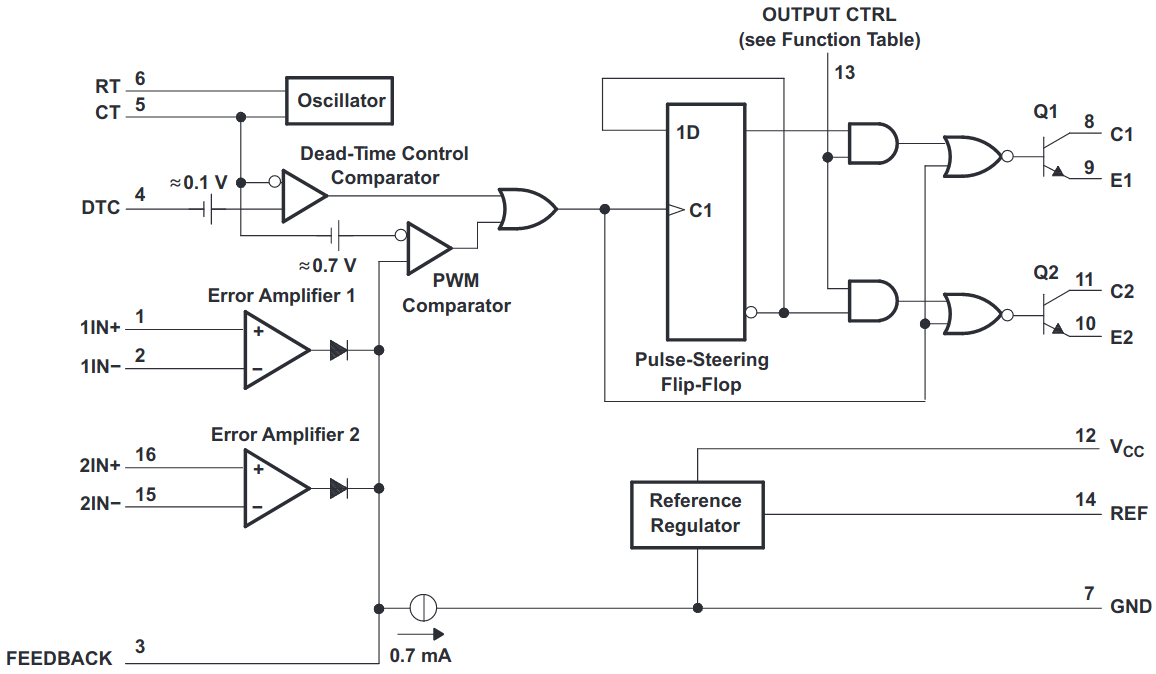 OUTPUT CTRL
(see Function Table)
13
RT 6
CT 5
Oscillator
Dead-Time Control
Comparator
≈0.1 V
DTC 4
≈0.7 V
PWM
Comparator
1D
C1
Pulse-Steering
Flip-Flop
Q1
8 C1
9 E1
Q2
11 C2
10 E2
Error Amplifier 1
1IN+ 1
+
1IN− 2
−
Error Amplifier 2
2IN+ 16
+
2IN− 15
−
12 VCC
Reference
Regulator
14 REF
7 GND
FEEDBACK 3
0.7 mA